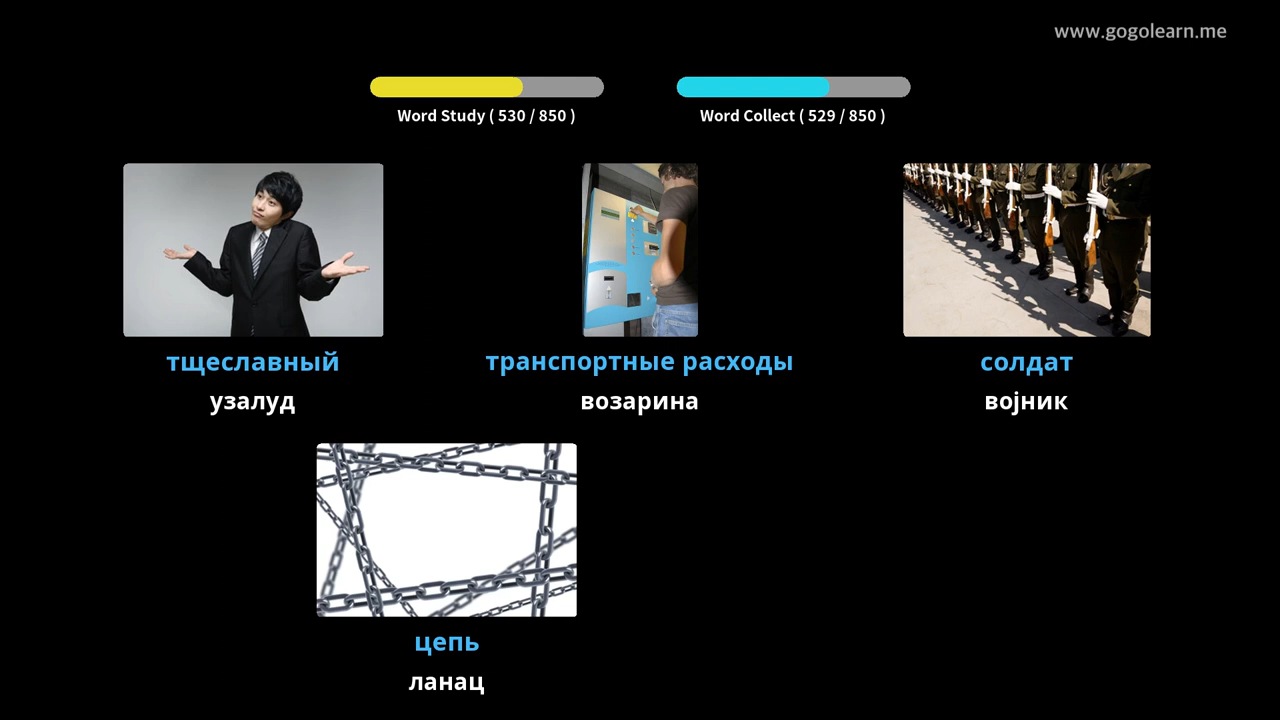 www.gogolearn.me
Word Study ( 530 / 850 )
Word Collect ( 529 / 850 )
тщеславный
узалуд
транспортные расходы
возарина
солдат
војник
цепь
ланац